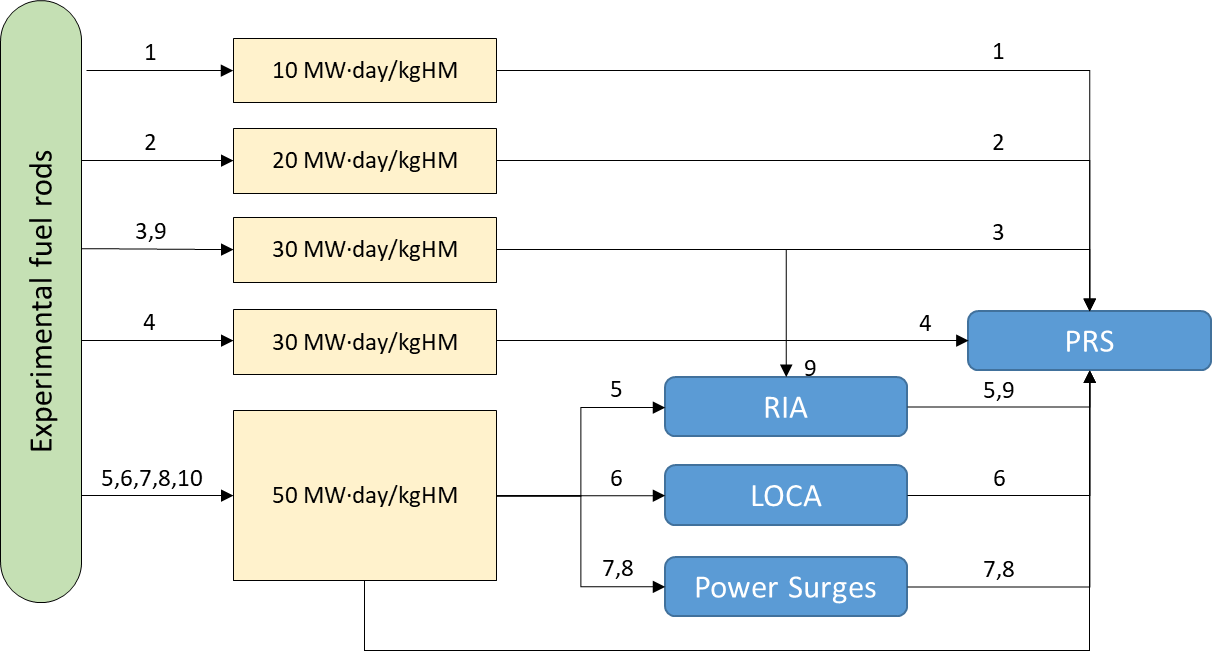 Experimental fuel rods
1
10 MW·day/kgHM
1
2
20 MW·day/kgHM
2
3,9
30 MW·day/kgHM
3
4
30 MW·day/kgHM
4
PRS
9
5
RIA
5,9
5,6,7,8,10
50 MW·day/kgHM
6
LOCA
6
7,8
Power Surges
7,8